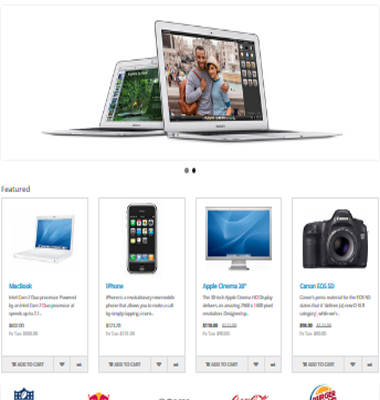 Featured
MacBook
Intel Core 2 Duo processor Powered
by an Intel Core 2 Duo processor at
speeds up to 2.1..
$602.00
Ex Tax: $500.00
ADD TO CART
iPhone
iPhone is a revolutionary new mobile
phone that allows you to make a call
by simply tapping a nam..
$123.20
Ex Tax: $101.00
ADD TO CART
Apple Cinema 30"
The 30-inch Apple Cinema HD Display
delivers an amazing 2560 x 1600 pixel
resolution. Designed sp..
$110.00 $122.00
Ex Tax: $90.00
ADD TO CART
Canon EOS 5D
Canon's press material for the EOS 5D
states that it 'defines (a) new D-SLR
category', while we'r..
$98.00 $122.00
Ex Tax: $80.00
ADD TO CART
NFL
Coca-Cola
BURGER